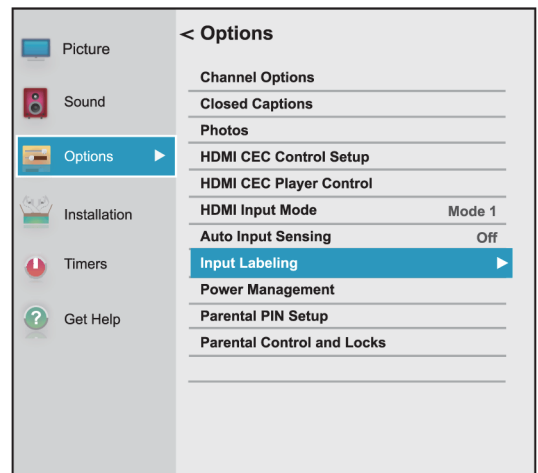 Picture
Sound
Options
Installation
Timers
Get Help
< Options
Channel Options
Closed Captions
Photos
HDMI CEC Control Setup
HDMI CEC Player Control
HDMI Input Mode Mode 1
Auto Input Sensing Off
Input Labeling
Power Management
Parental PIN Setup
Parental Control and Locks